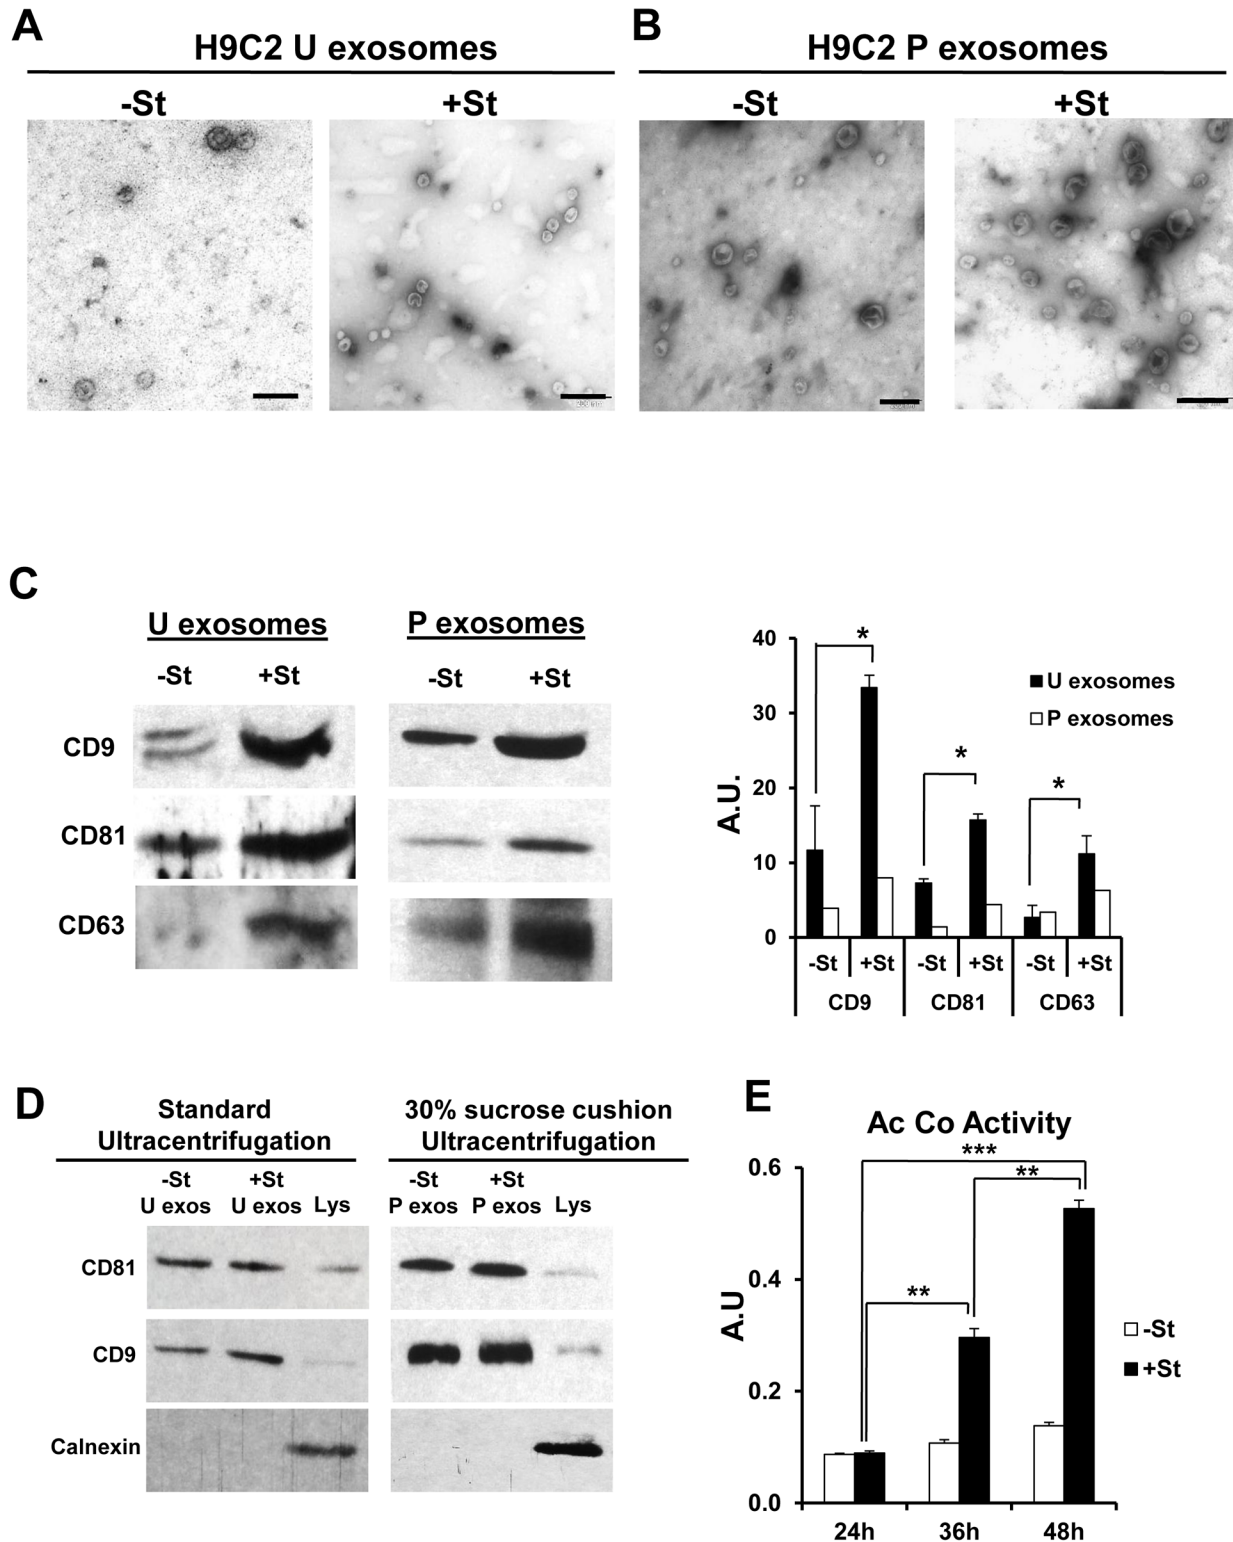 A
H9C2 U exosomes
-St +St
B
H9C2 P exosomes
-St +St
C
U exosomes
-St +St
P exosomes
-St +St
CD9
CD81
CD63
A.U.
40
30
20
10
0
U exosomes
P exosomes
*
*
*
-St +St -St +St -St +St
CD9 CD81 CD63
D
Standard
Ultracentrifugation
30% sucrose cushion
Ultracentrifugation
-St +St
U exos U exos Lys
-St +St
P exos P exos Lys
CD81
CD9
Calnexin
E
Ac Co Activity
***
**
**
A.U
0.6
0.4
0.2
0.0
-St
+St
24h 36h 48h